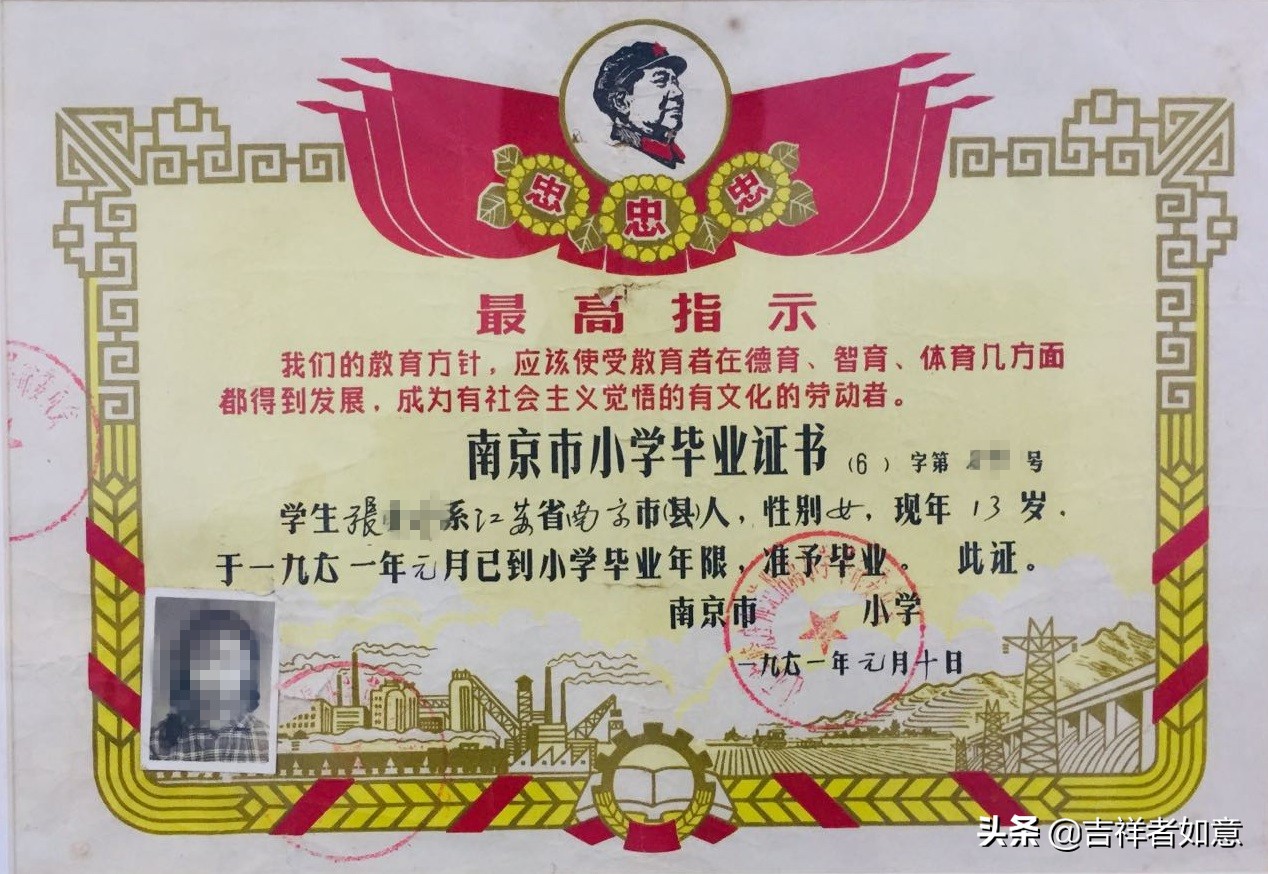 忠 忠 忠
最高指示
我们的教育方针，应该使受教育者在德育、智育、体育几方面
都得到发展，成为有社会主义觉悟的有文化的劳动者。
南京市小学毕业证书（6）字第 号
学生張 系江苏省南京市(县)人，性别女，现年13岁．
于一九七一年元月已到小学毕业年限，准予毕业。 此证。
南京市 小学
一九七一年元月十日
头条 @吉祥者如意